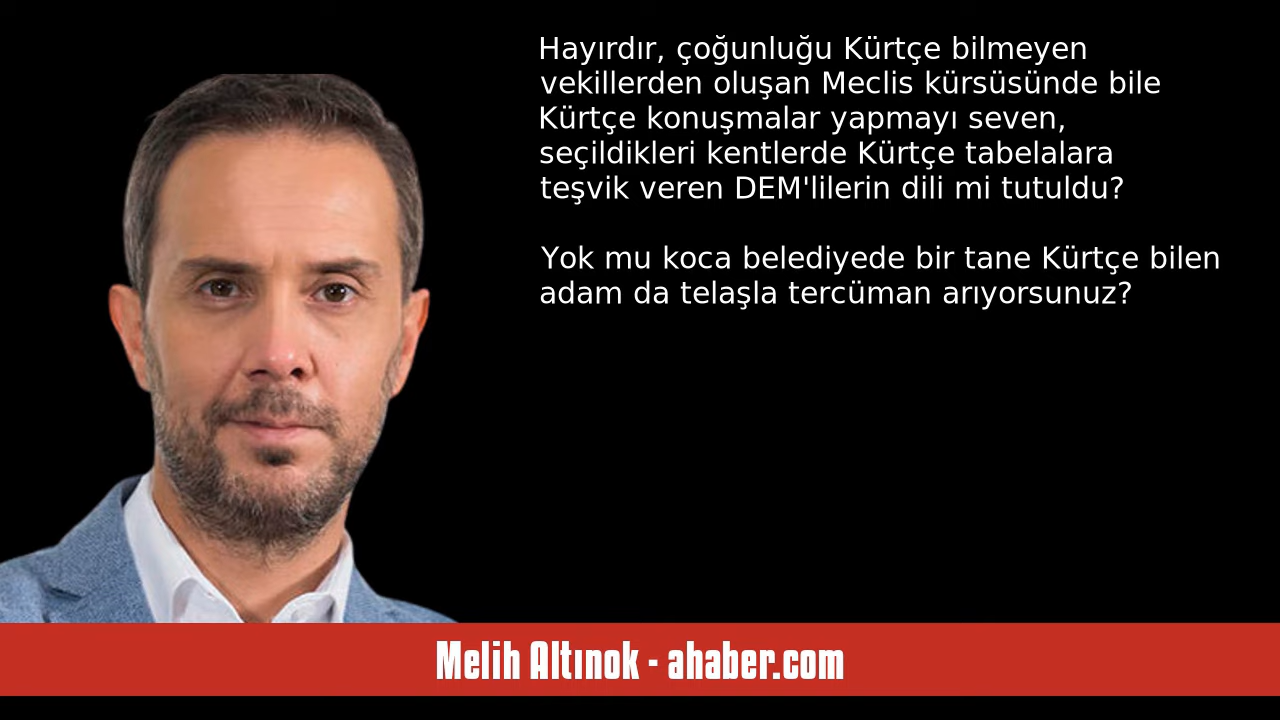 Hayırdır, çoğunluğu Kürtçe bilmeyen
vekillerden oluşan Meclis kürsüsünde bile
Kürtçe konuşmalar yapmayı seven,
seçildikleri kentlerde Kürtçe tabelalara
teşvik veren DEM'lilerin dili mi tutuldu?
Yok mu koca belediyede bir tane Kürtçe bilen
adam da telaşla tercüman arıyorsunuz?
Melih Altınok - ahaber.com